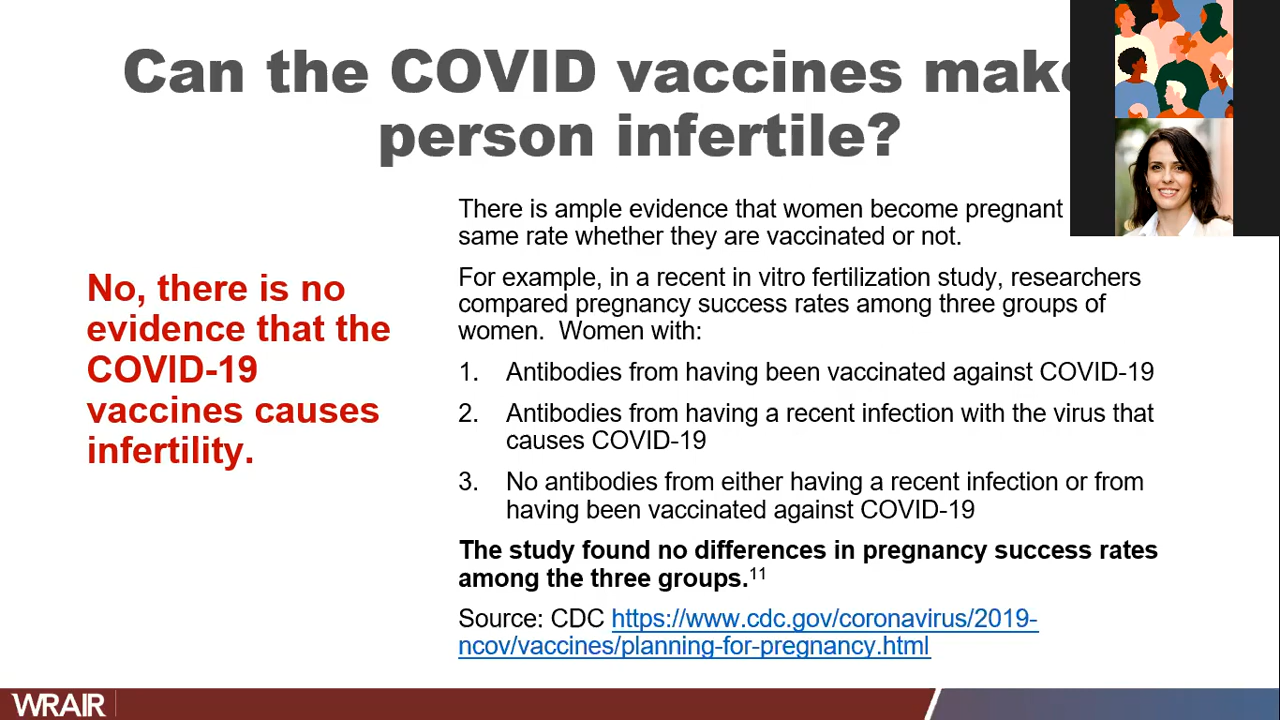 Can the COVID vaccines make
person infertile?
There is ample evidence that women become pregnant
same rate whether they are vaccinated or not.
No, there is no
evidence that the
COVID-19
vaccines causes
infertility.
For example, in a recent in vitro fertilization study, researchers
compared pregnancy success rates among three groups of
women. Women with:
1. Antibodies from having been vaccinated against COVID-19
2. Antibodies from having a recent infection with the virus that
causes COVID-19
3. No antibodies from either having a recent infection or from
having been vaccinated against COVID-19
The study found no differences in pregnancy success rates
among the three groups.11
Source: CDC https://www.cdc.gov/coronavirus/2019-
ncov/vaccines/planning-for-pregnancy.html
WRAIR